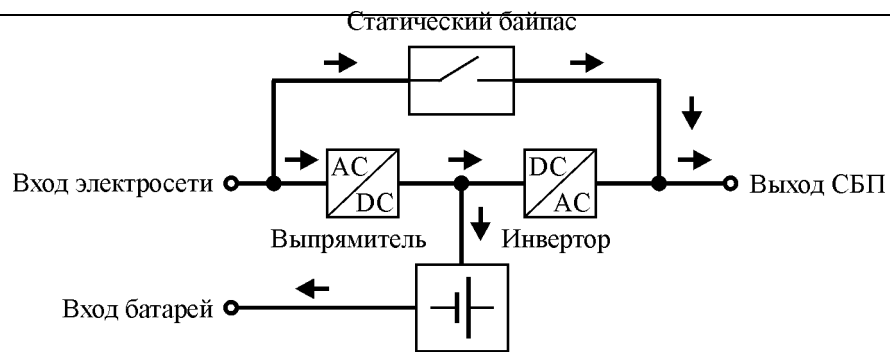 Статический байпас
Вход электросети
AC
DC
DC
AC
Выход СБП
Выпрямитель
Инвертор
Вход батарей